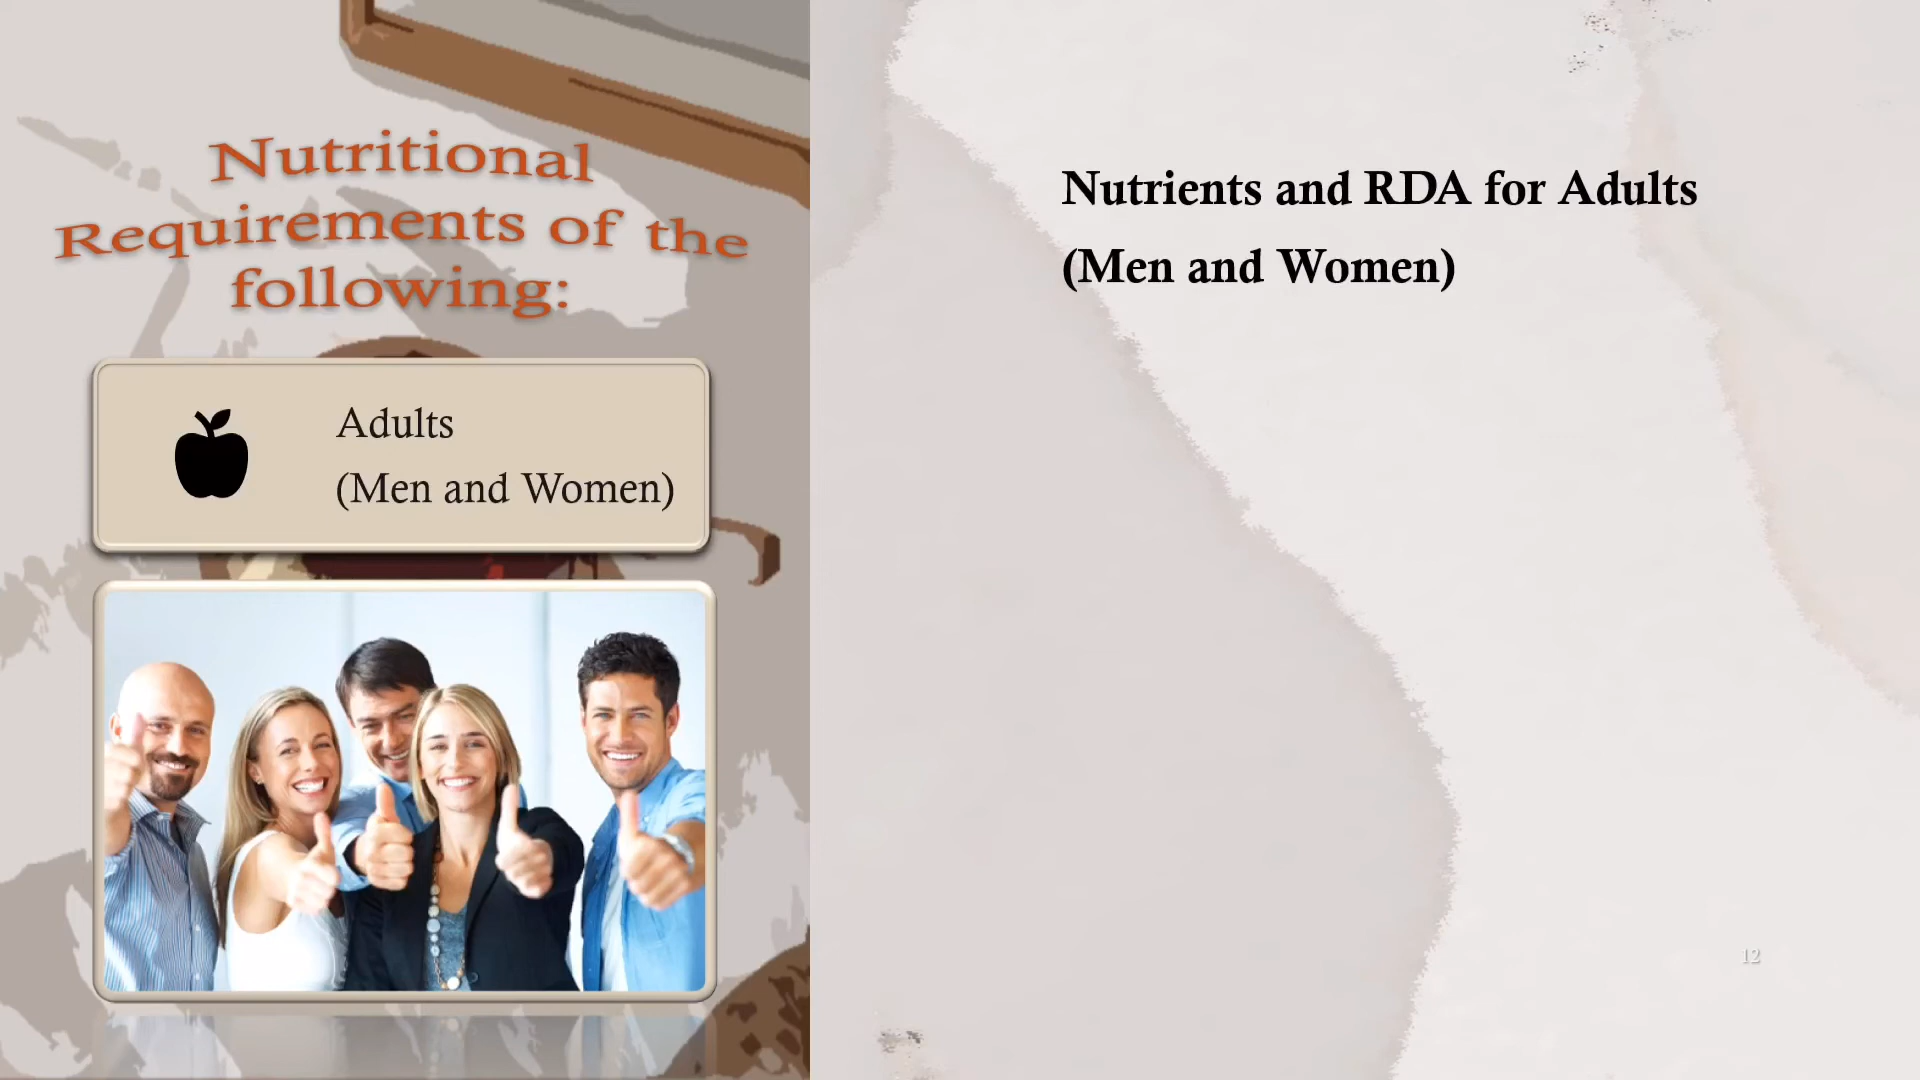 Nutritional
Requirements of the
following:
Adults
(Men and Women)
Nutrients and RDA for Adults
(Men and Women)
12